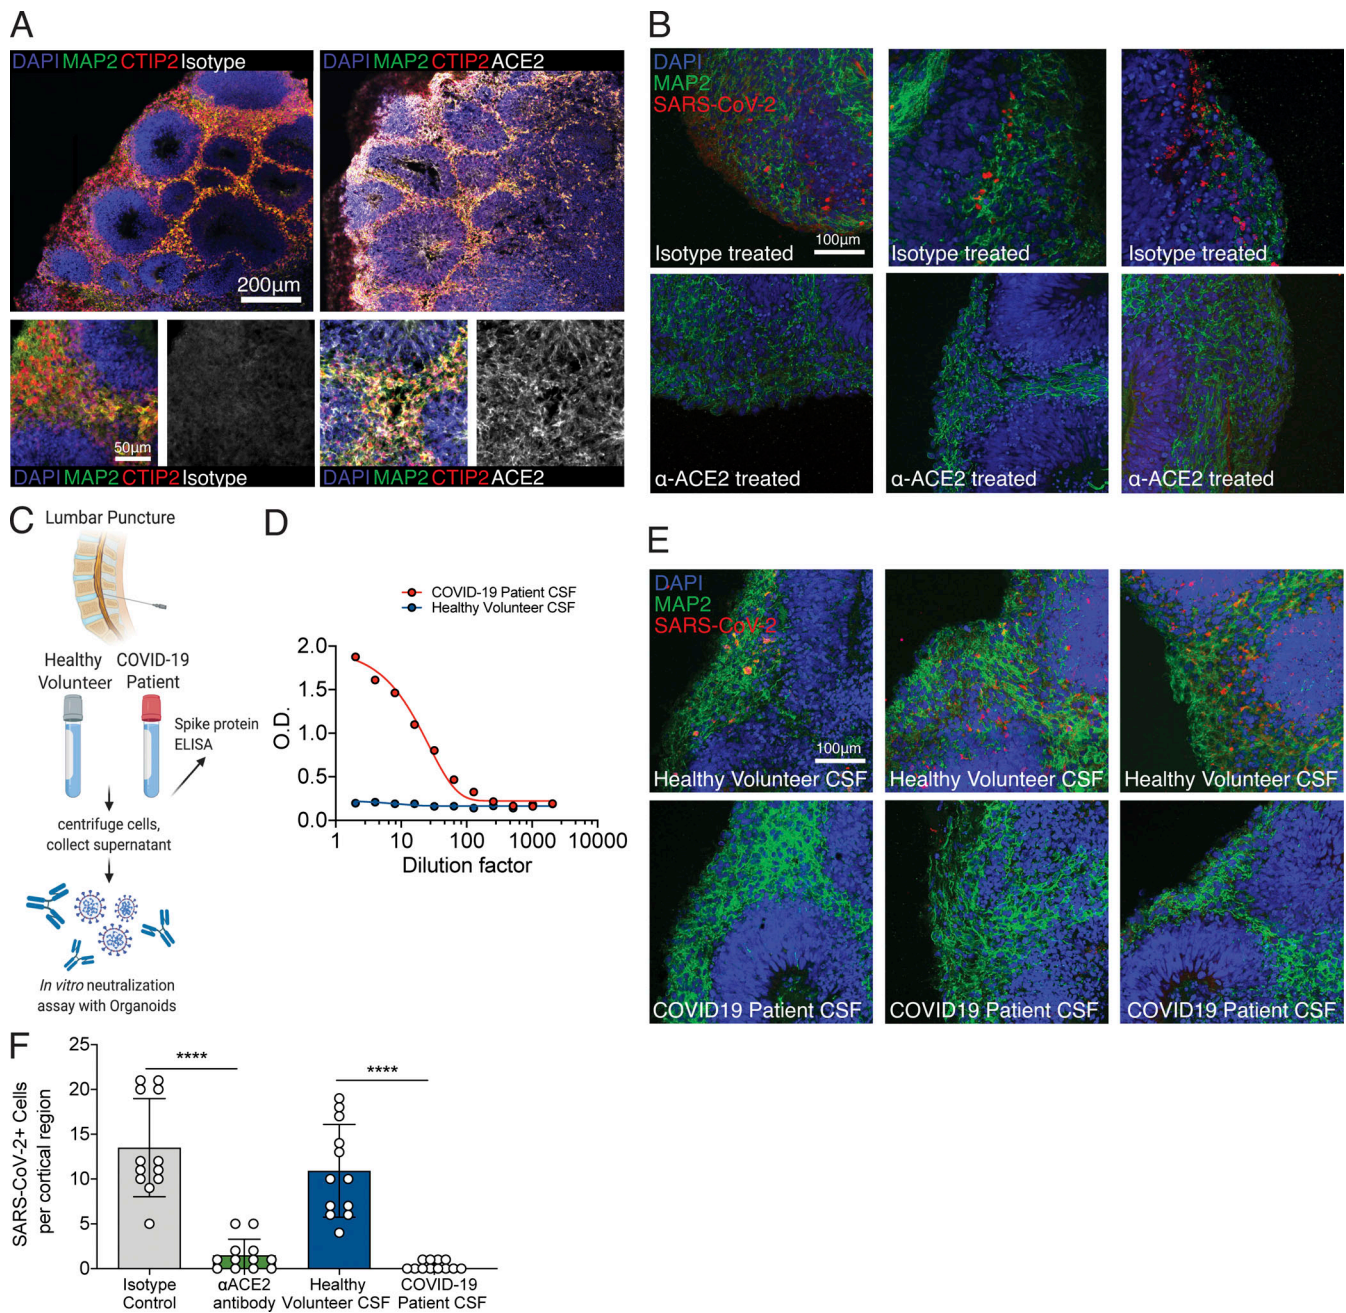 A
DAPI MAP2 CTIP2 Isotype
DAPI MAP2 CTIP2 ACE2
200µm
50µm
DAPI MAP2 CTIP2 Isotype
DAPI MAP2 CTIP2 ACE2
B
DAPI
MAP2
SARS-CoV-2
Isotype treated
100µm
Isotype treated
Isotype treated
α-ACE2 treated
α-ACE2 treated
α-ACE2 treated
C
Lumbar Puncture
Healthy
Volunteer
COVID-19
Patient
Spike protein
ELISA
centrifuge cells,
collect supernatant
In vitro neutralization
assay with Organoids
D
COVID-19 Patient CSF
Healthy Volunteer CSF
2.0
1.5
1.0
0.5
0.0
O.D.
1
10
100
1000
10000
Dilution factor
E
DAPI
MAP2
SARS-CoV-2
100µm
Healthy Volunteer CSF
Healthy Volunteer CSF
Healthy Volunteer CSF
COVID19 Patient CSF
COVID19 Patient CSF
COVID19 Patient CSF
F
SARS-CoV-2+ Cells
per cortical region
25
20
15
10
5
0
****
****
Isotype
Control
αACE2
antibody
Healthy
Volunteer CSF
COVID-19
Patient CSF